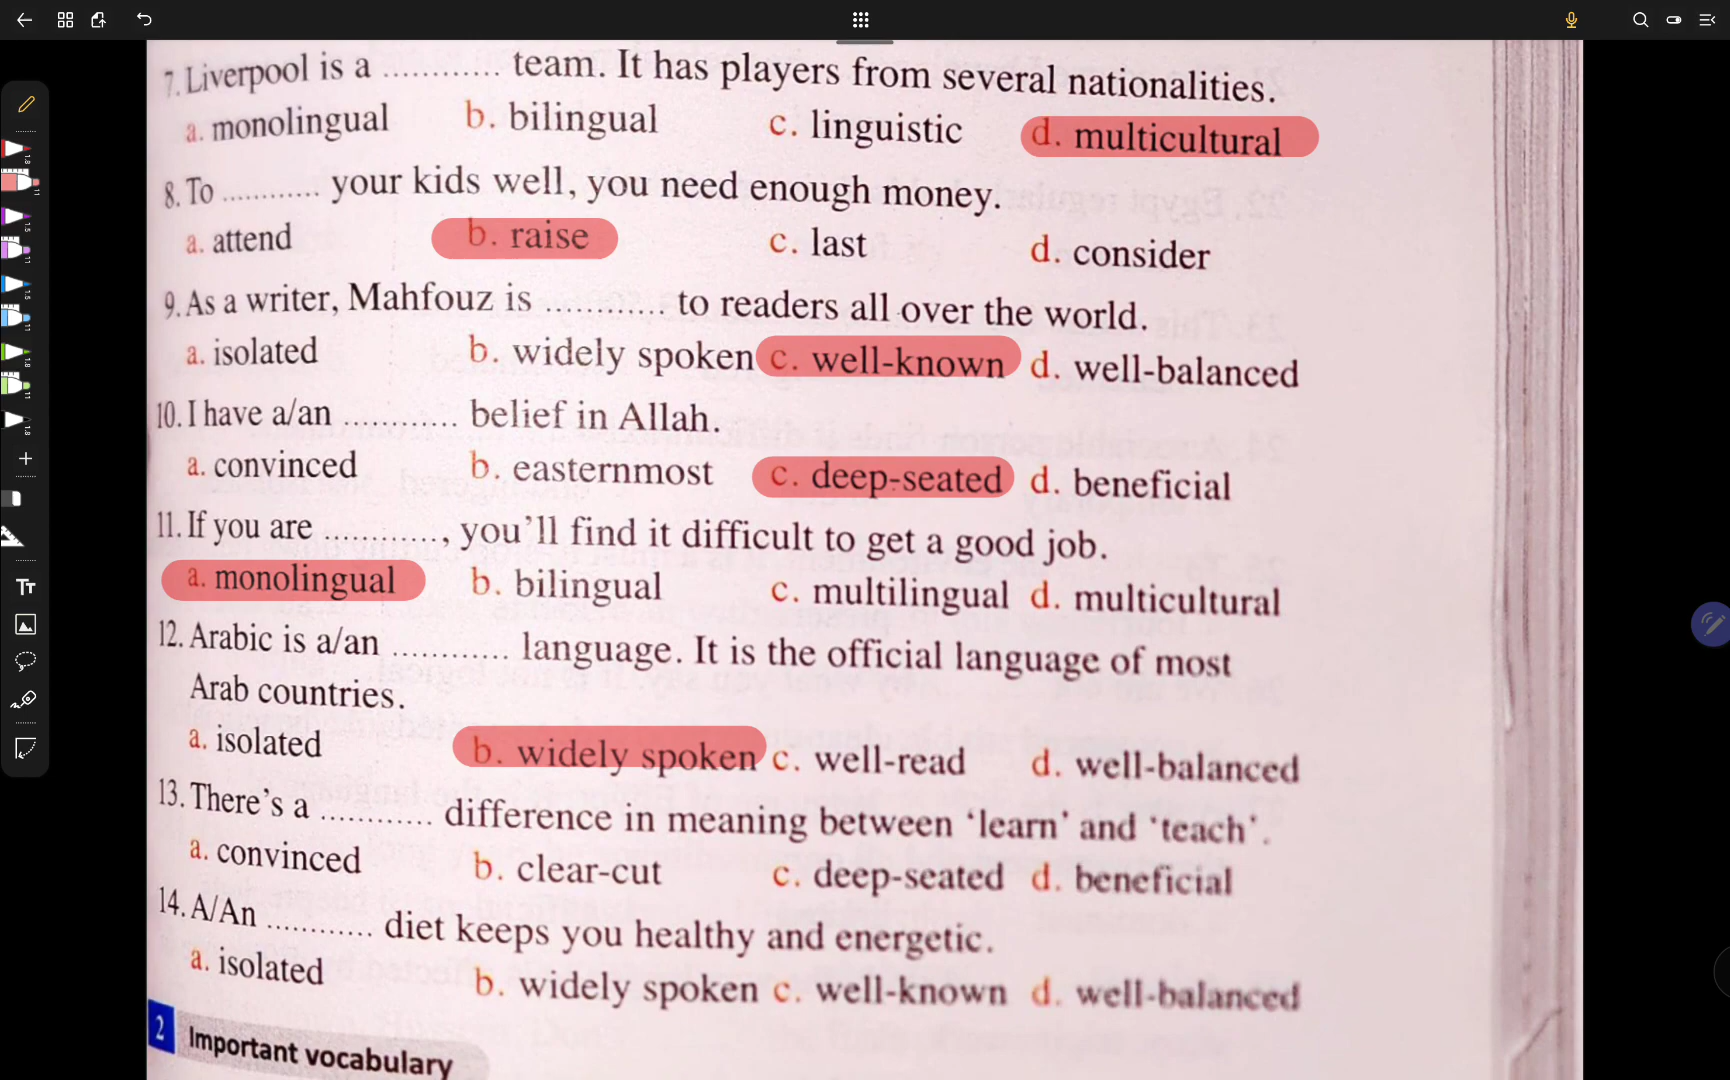 7. Liverpool is a ............ team. It has players from several nationalities.
a. monolingual b. bilingual c. linguistic d. multicultural
8. To ............ your kids well, you need enough money.
a. attend b. raise c. last d. consider
9. As a writer, Mahfouz is ............ to readers all over the world.
a. isolated b. widely spoken c. well-known d. well-balanced
10. I have a/an ............ belief in Allah.
a. convinced b. easternmost c. deep-seated d. beneficial
11. If you are ............, you'll find it difficult to get a good job.
a. monolingual b. bilingual c. multilingual d. multicultural
12. Arabic is a/an ............ language. It is the official language of most
Arab countries.
a. isolated b. widely spoken c. well-read d. well-balanced
13. There's a ............ difference in meaning between 'learn' and 'teach'.
a. convinced b. clear-cut c. deep-seated d. beneficial
14. A/An ............ diet keeps you healthy and energetic.
a. isolated b. widely spoken c. well-known d. well-balanced
2 Important vocabulary